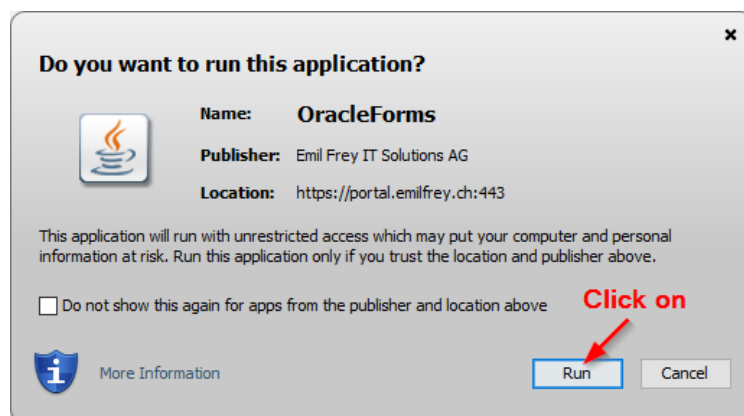 Do you want to run this application?
Name: OracleForms
Publisher: Emil Frey IT Solutions AG
Location: https://portal.emilfrey.ch:443
This application will run with unrestricted access which may put your computer and personal
information at risk. Run this application only if you trust the location and publisher above.
Do not show this again for apps from the publisher and location above
Click on
More Information
Run
Cancel